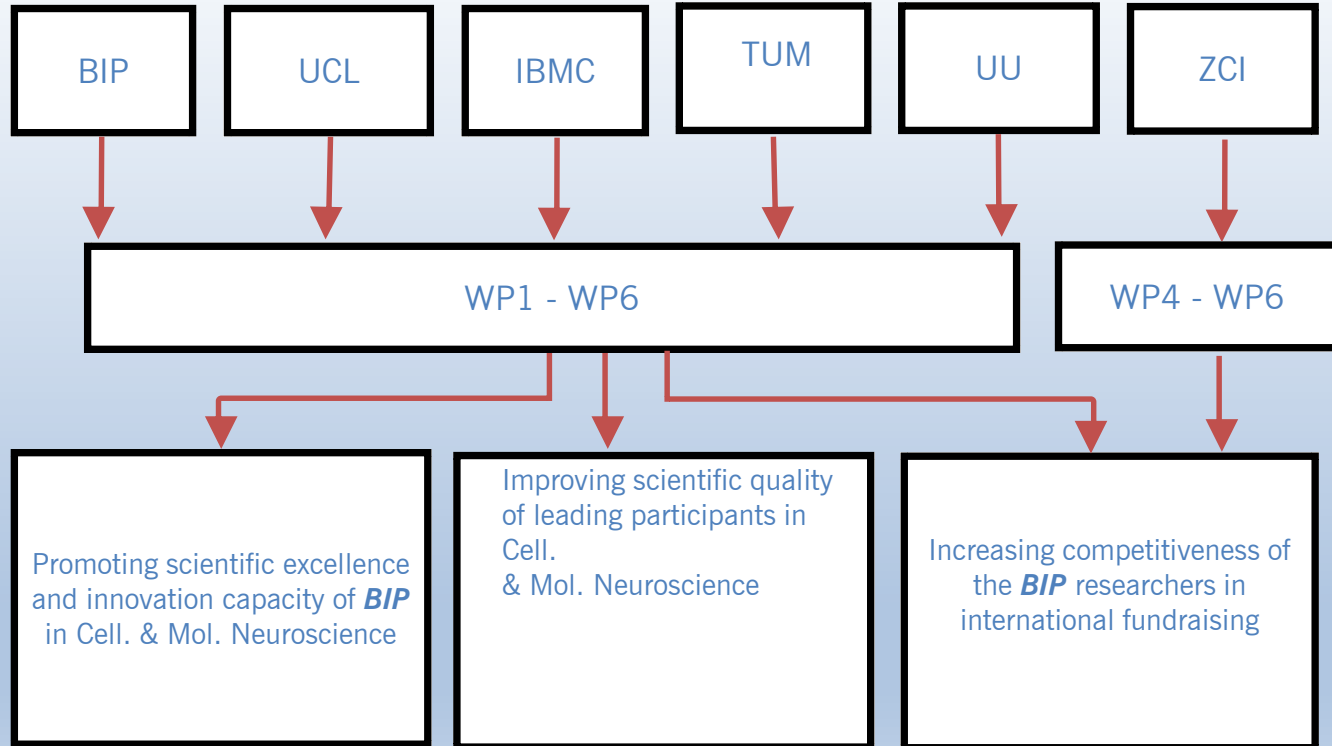 BIP
UCL
IBMC
TUM
UU
ZCI
WP1 - WP6
WP4 - WP6
Promoting scientific excellence
and innovation capacity of BIP
in Cell. & Mol. Neuroscience
Improving scientific quality
of leading participants in
Cell.
& Mol. Neuroscience
Increasing competitiveness of
the BIP researchers in
international fundraising